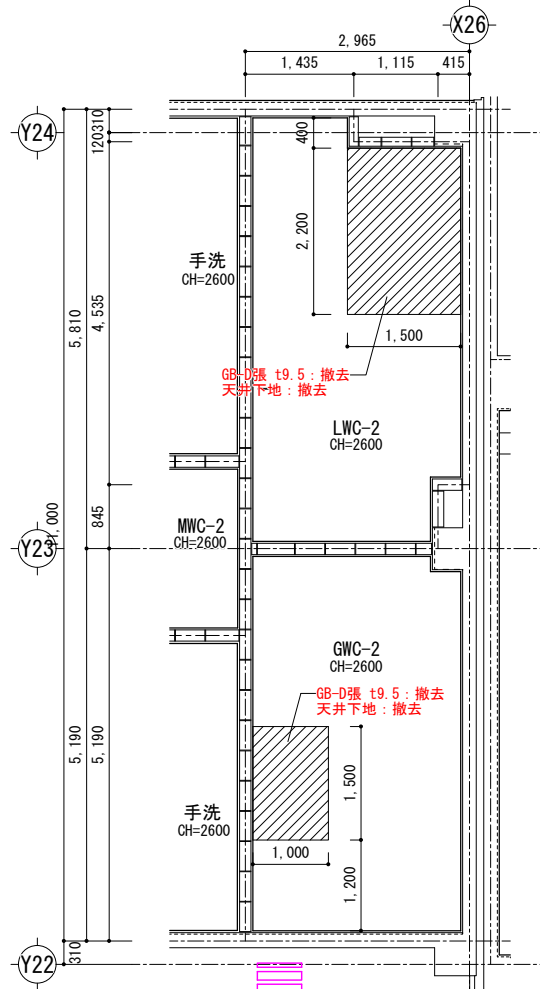 X26
2,965
1,435
1,115
415
Y24
310
120
400
2,200
手洗
CH=2600
5,810
4,535
1,500
GB-D張 t9.5：撤去
天井下地：撤去
LWC-2
CH=2600
845
MWC-2
CH=2600
Y23
11,000
GWC-2
CH=2600
GB-D張 t9.5：撤去
天井下地：撤去
5,190
5,190
1,500
手洗
CH=2600
1,000
1,200
Y22
310